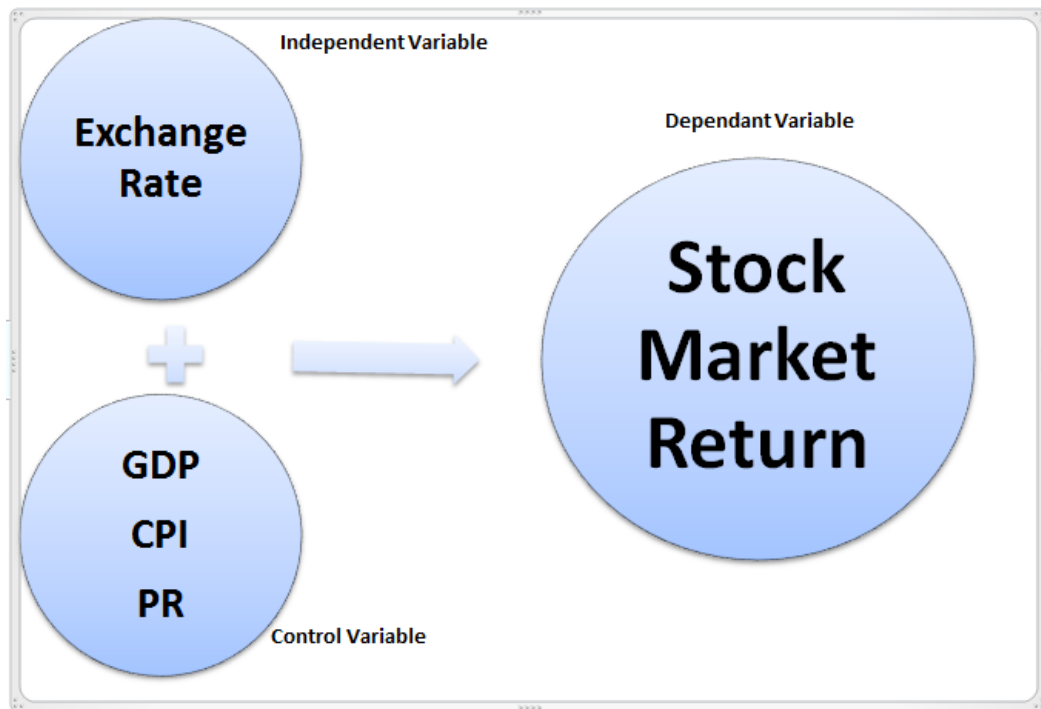 Independent Variable
Exchange
Rate
Dependant Variable
Stock
Market
Return
GDP
CPI
PR
Control Variable